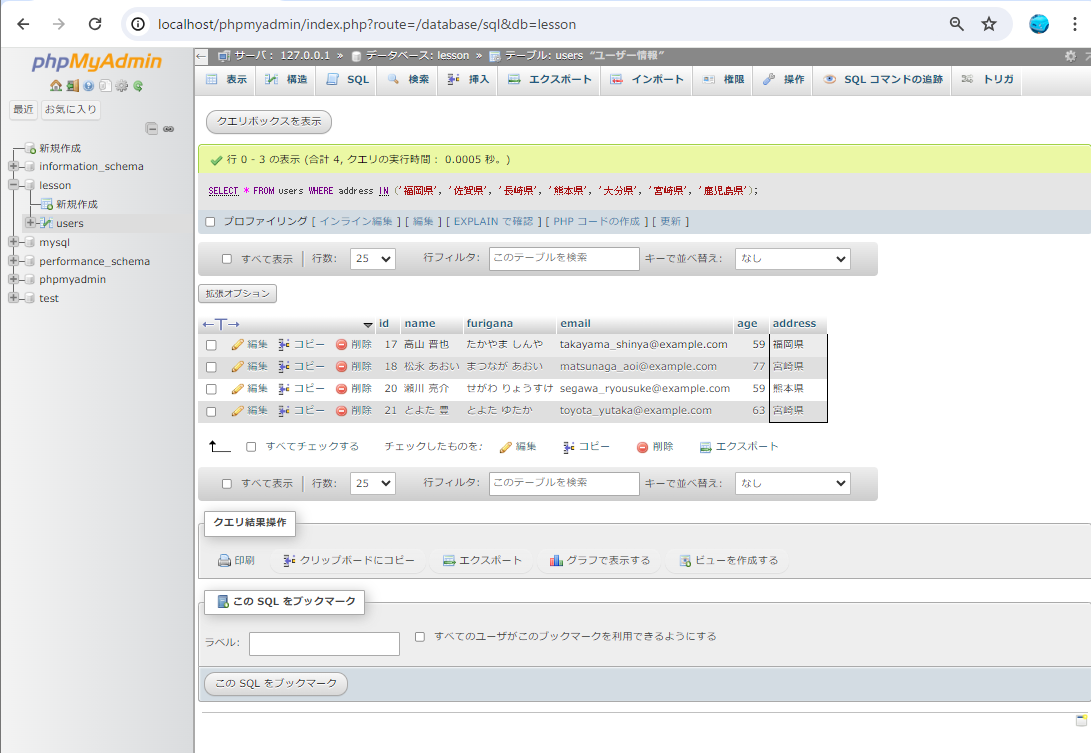 localhost/phpmyadmin/index.php?route=/database/sql&db=lesson
phpMyAdmin
最近 お気に入り
新規作成
information_schema
lesson
新規作成
users
mysql
performance_schema
phpmyadmin
test
サーバ: 127.0.0.1 » データベース: lesson » テーブル: users "ユーザー情報"
表示 構造 SQL 検索 挿入 エクスポート インポート 権限 操作 SQL コマンドの追跡 トリガ
クエリボックスを表示
行 0 - 3 の表示 (合計 4, クエリの実行時間： 0.0005 秒。)
SELECT * FROM users WHERE address IN ('福岡県', '佐賀県', '長崎県', '熊本県', '大分県', '宮崎県', '鹿児島県');
プロファイリング [ インライン編集 ] [ 編集 ] [ EXPLAIN で確認 ] [ PHP コードの作成 ] [ 更新 ]
すべて表示 行数: 25 行フィルタ: このテーブルを検索 キーで並べ替え: なし
拡張オプション
←T→ id name furigana email age address
編集 コピー 削除 17 高山 晋也 たかやま しんや takayama_shinya@example.com 59 福岡県
編集 コピー 削除 18 松永 あおい まつなが あおい matsunaga_aoi@example.com 77 宮崎県
編集 コピー 削除 20 瀬川 亮介 せがわ りょうすけ segawa_ryousuke@example.com 59 熊本県
編集 コピー 削除 21 とよた 豊 とよた ゆたか toyota_yutaka@example.com 63 宮崎県
すべてチェックする チェックしたものを: 編集 コピー 削除 エクスポート
すべて表示 行数: 25 行フィルタ: このテーブルを検索 キーで並べ替え: なし
クエリ結果操作
印刷 クリップボードにコピー エクスポート グラフで表示する ビューを作成する
この SQL をブックマーク
ラベル: すべてのユーザがこのブックマークを利用できるようにする
この SQL をブックマーク